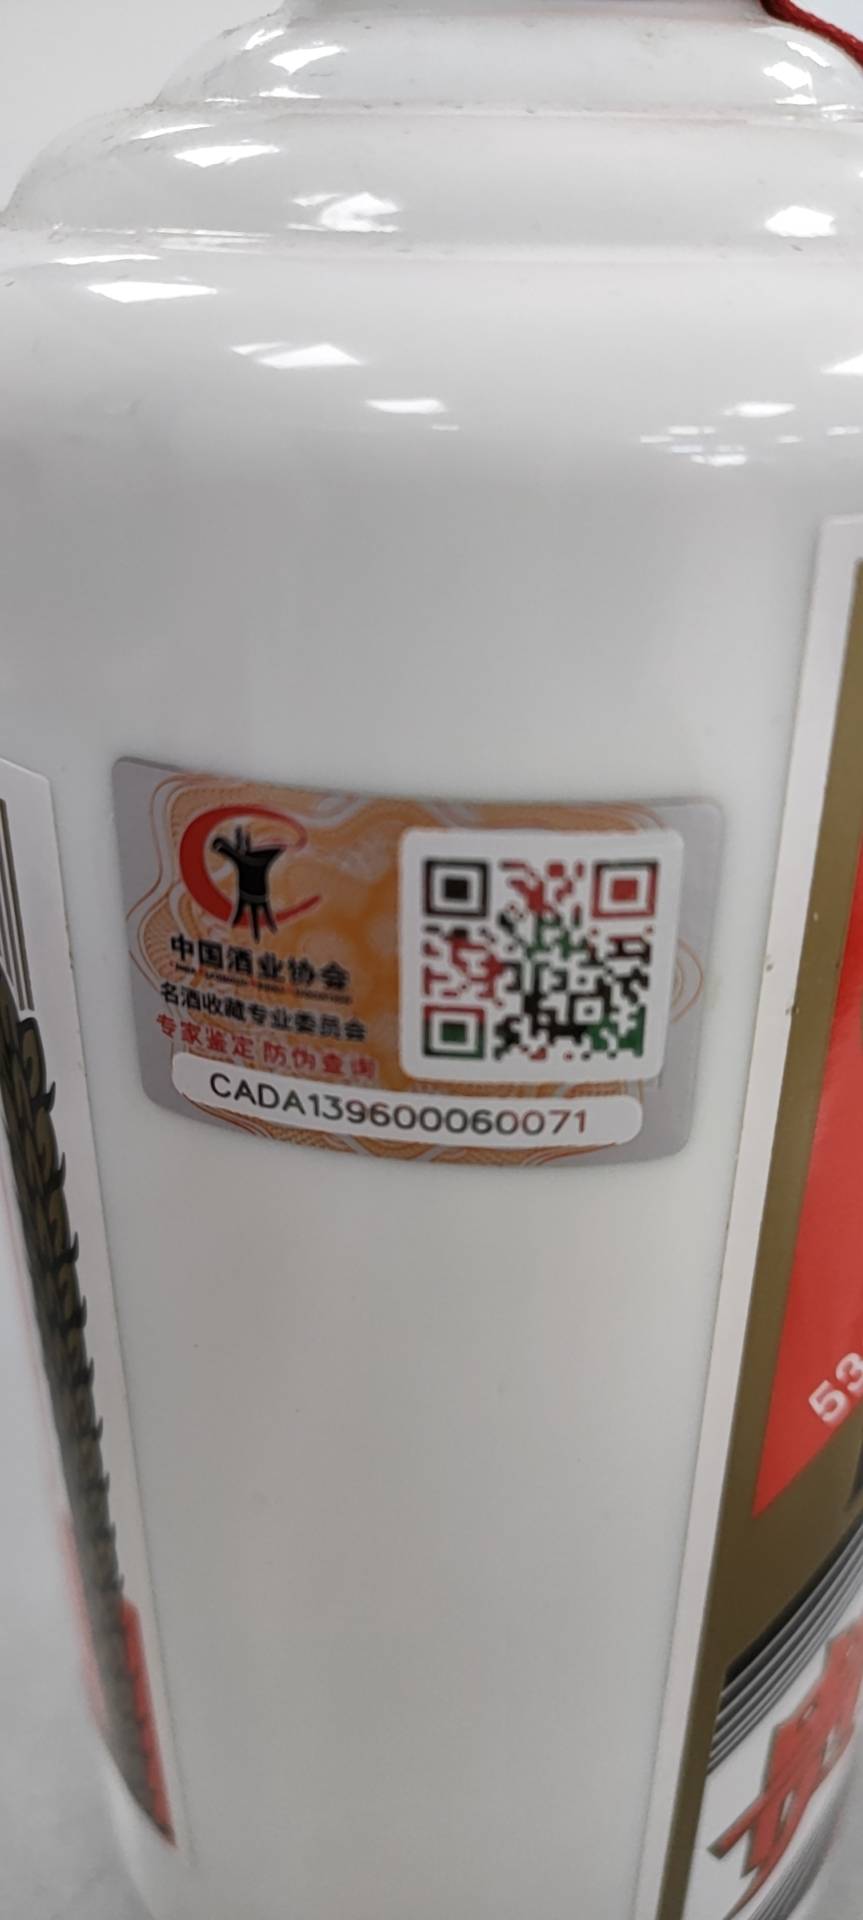 中国酒业协会
名酒收藏专业委员会
专家鉴定 防伪查询
CADA139600060071
53